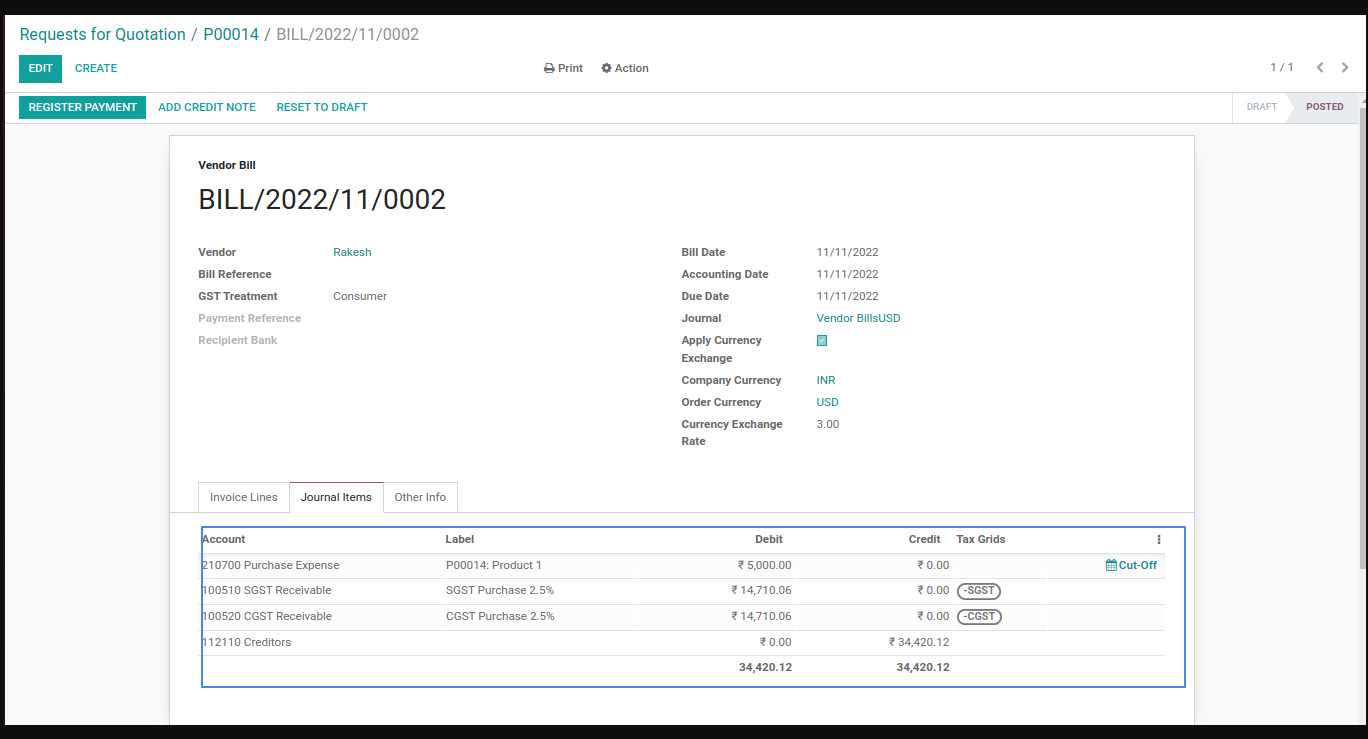 Requests for Quotation / P00014 / BILL/2022/11/0002
EDIT CREATE Print Action 1 / 1
REGISTER PAYMENT ADD CREDIT NOTE RESET TO DRAFT DRAFT POSTED
Vendor Bill
BILL/2022/11/0002
Vendor Rakesh
Bill Reference
GST Treatment Consumer
Payment Reference
Recipient Bank
Bill Date 11/11/2022
Accounting Date 11/11/2022
Due Date 11/11/2022
Journal Vendor BillsUSD
Apply Currency
Exchange
Company Currency INR
Order Currency USD
Currency Exchange 3.00
Rate
Invoice Lines Journal Items Other Info
Account Label Debit Credit Tax Grids
210700 Purchase Expense P00014: Product 1 ₹ 5,000.00 ₹ 0.00 Cut-Off
100510 SGST Receivable SGST Purchase 2.5% ₹ 14,710.06 ₹ 0.00 -SGST
100520 CGST Receivable CGST Purchase 2.5% ₹ 14,710.06 ₹ 0.00 -CGST
112110 Creditors ₹ 0.00 ₹ 34,420.12
34,420.12 34,420.12